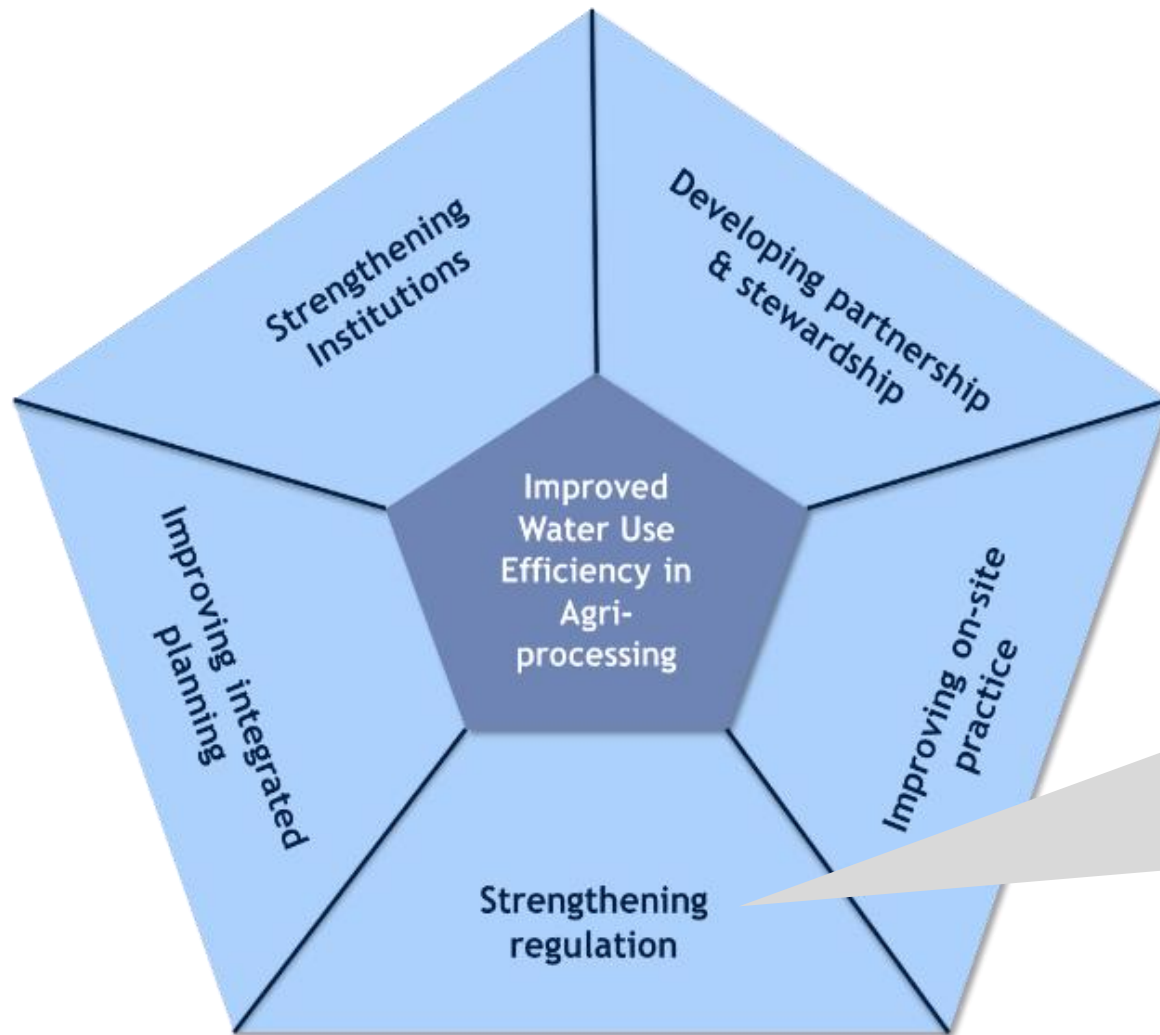 Strengthening
Institutions
Developing partnership
& stewardship
Improved
Water Use
Efficiency in
Agri-
processing
Improving integrated
planning
Improving on-site
practice
Strengthening
regulation